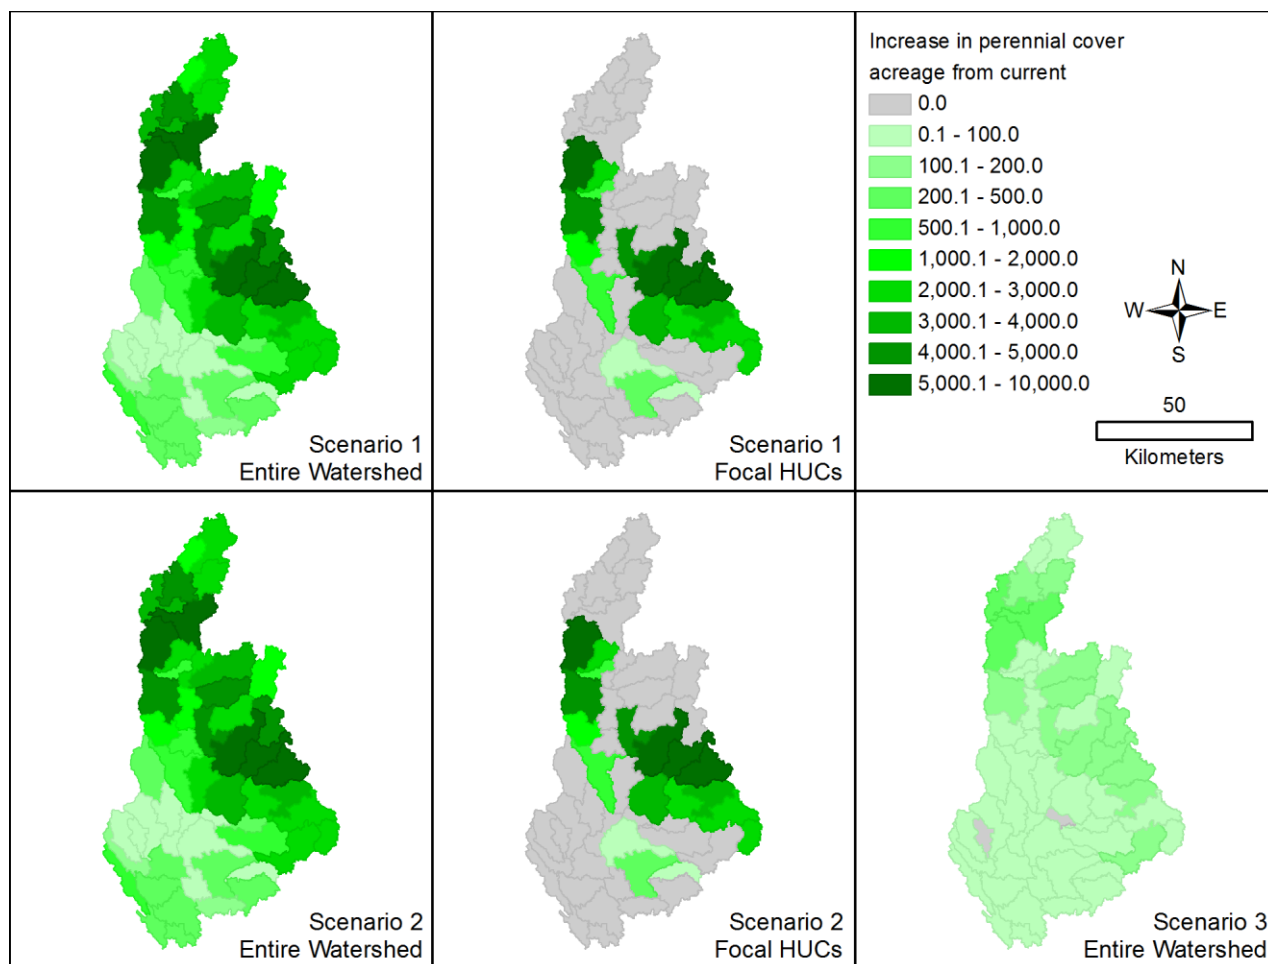 Scenario 1
Entire Watershed
Scenario 1
Focal HUCs
Increase in perennial cover
acreage from current
0.0
0.1 - 100.0
100.1 - 200.0
200.1 - 500.0
500.1 - 1,000.0
1,000.1 - 2,000.0
2,000.1 - 3,000.0
3,000.1 - 4,000.0
4,000.1 - 5,000.0
5,000.1 - 10,000.0
N
W E
S
50
Kilometers
Scenario 2
Entire Watershed
Scenario 2
Focal HUCs
Scenario 3
Entire Watershed